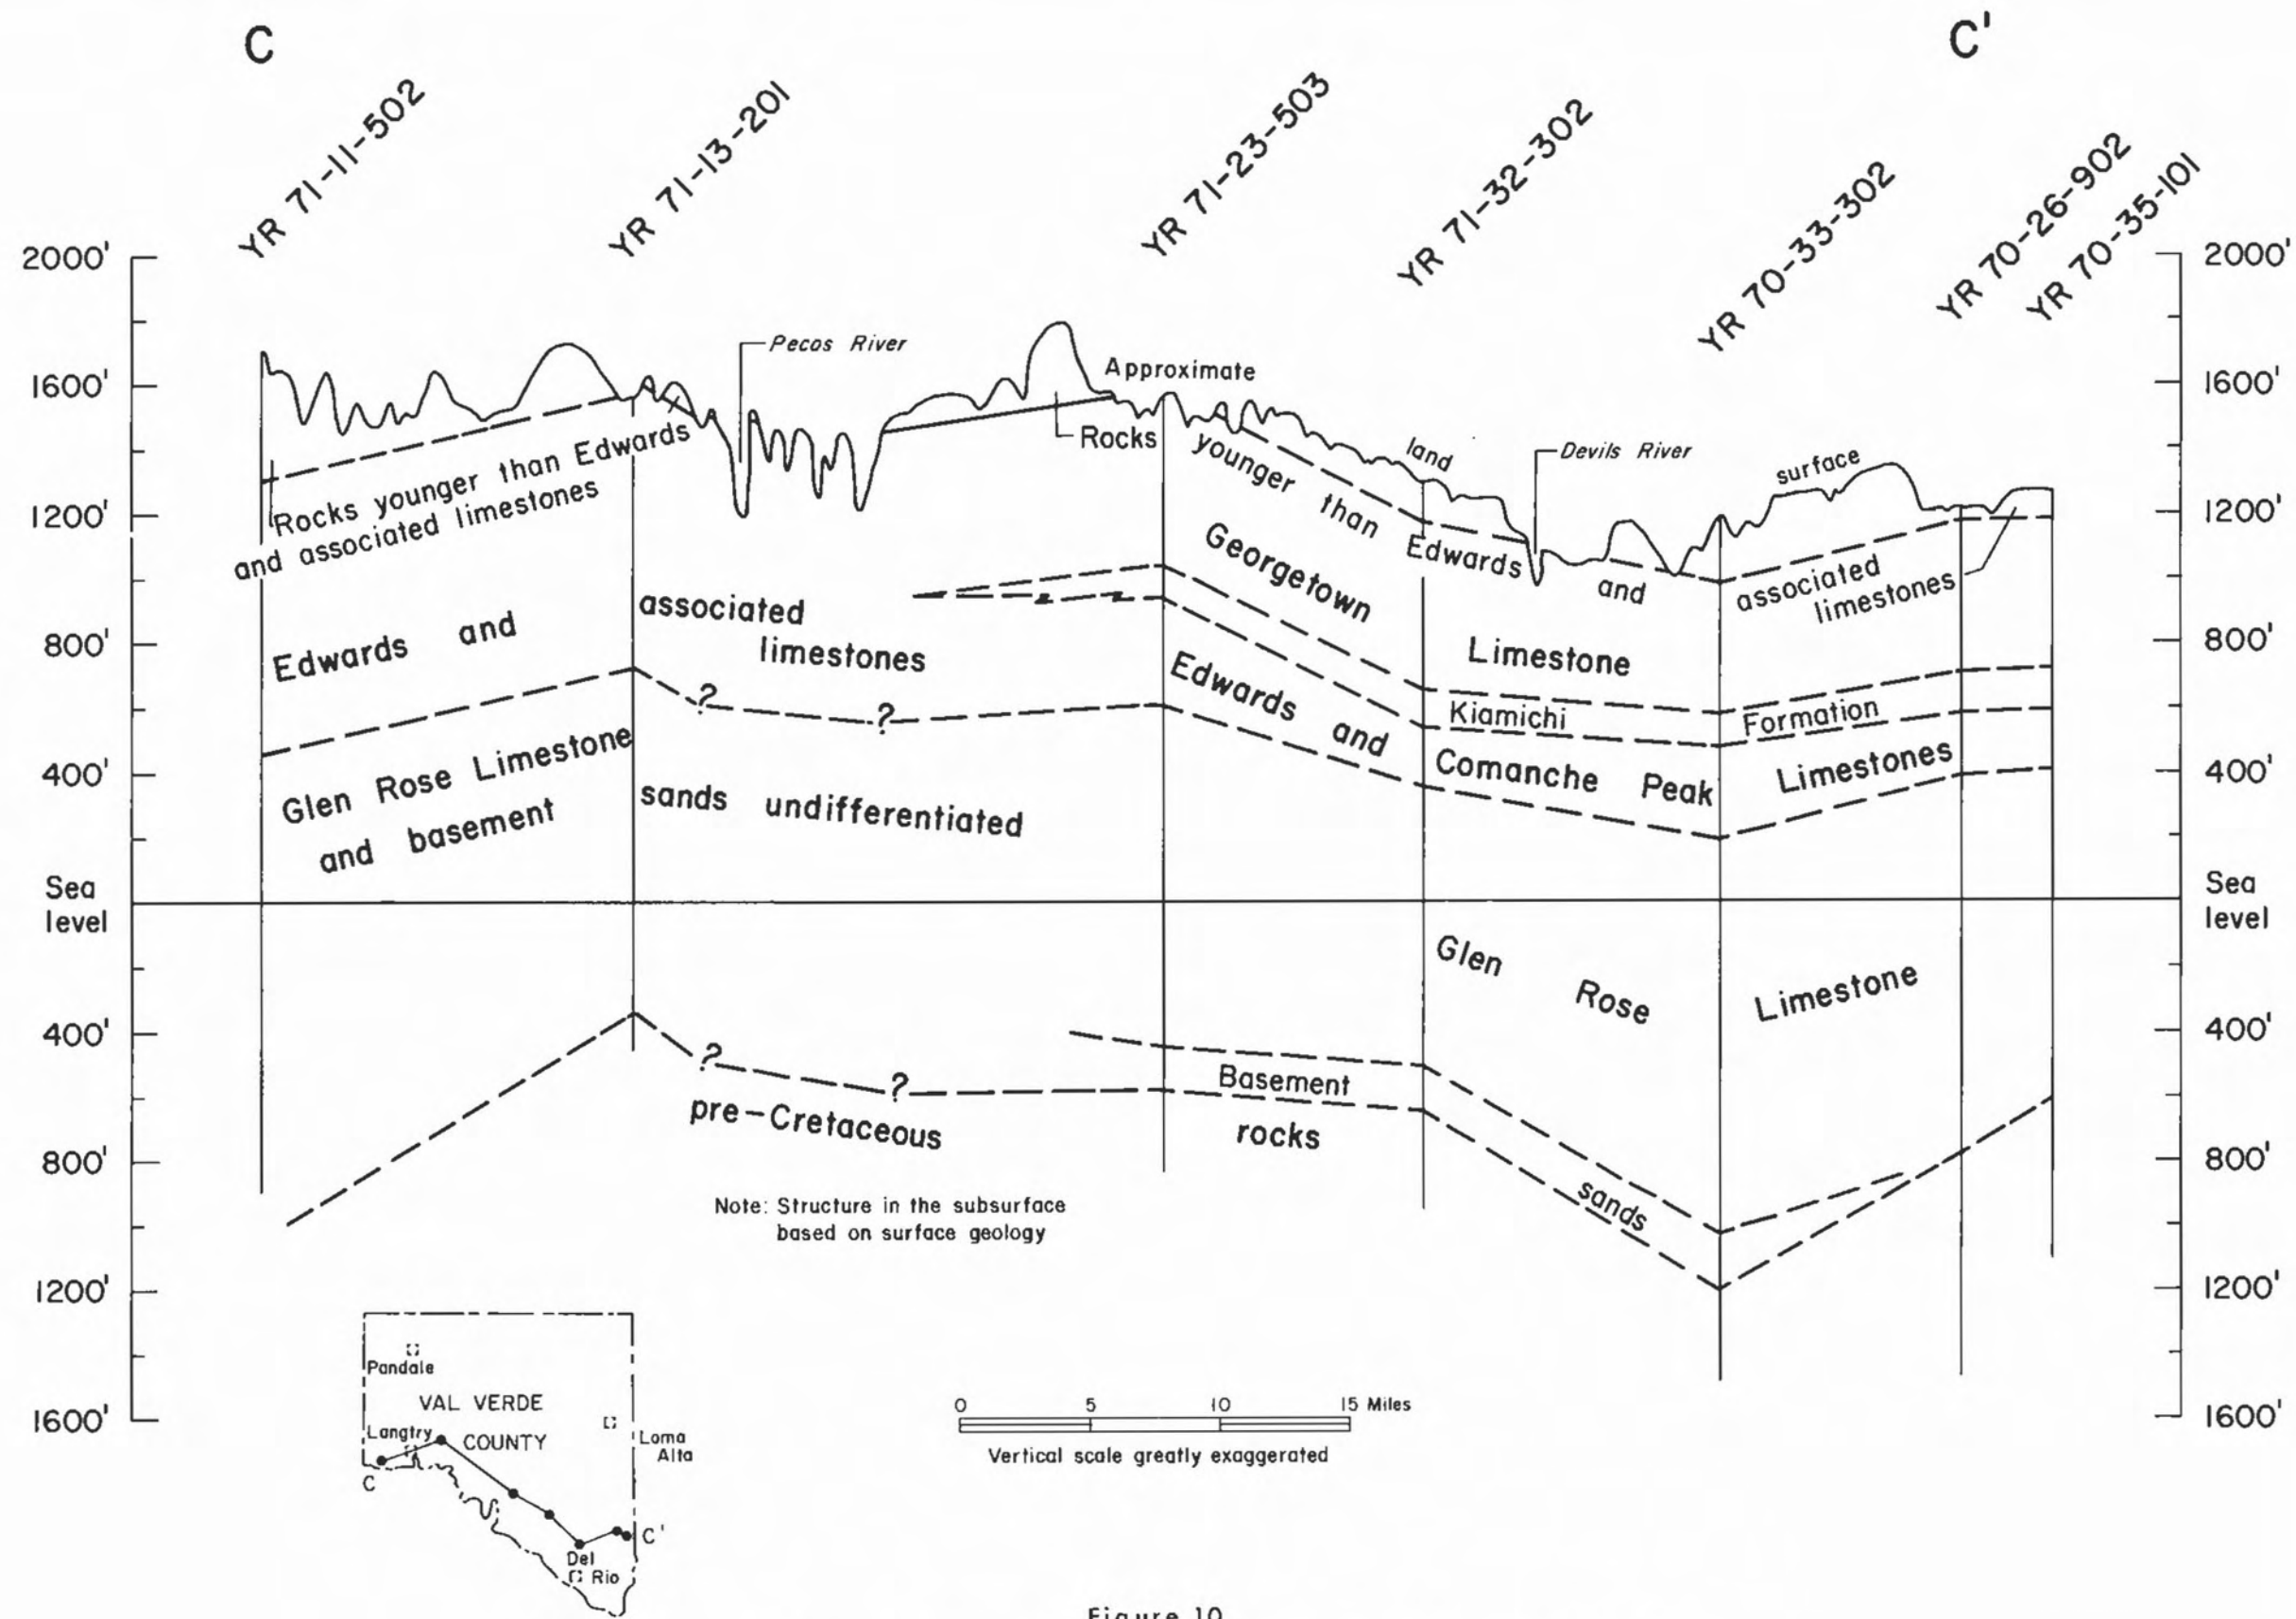 C
C'
YR 71-11-502
YR 71-13-201
YR 71-23-503
YR 71-32-302
YR 70-33-302
YR 70-26-902
YR 70-35-101
2000'
1600'
1200'
800'
400'
Sea
level
400'
800'
1200'
1600'
2000'
1600'
1200'
800'
400'
Sea
level
400'
800'
1200'
1600'
Pecos River
Approximate
land
surface
Devils River
Rocks younger than Edwards
and associated limestones
Rocks
younger than Edwards and associated
limestones
Edwards and associated
limestones
Georgetown Limestone
Kiamichi Formation
Edwards and Comanche Peak Limestones
Glen Rose Limestone
and basement sands undifferentiated
Glen Rose Limestone
Basement sands
pre-Cretaceous rocks
Note: Structure in the subsurface
based on surface geology
Pandale
VAL VERDE
COUNTY
Langtry
Loma
Alta
C
C'
Del
Rio
0 5 10 15 Miles
Vertical scale greatly exaggerated
Figure 10